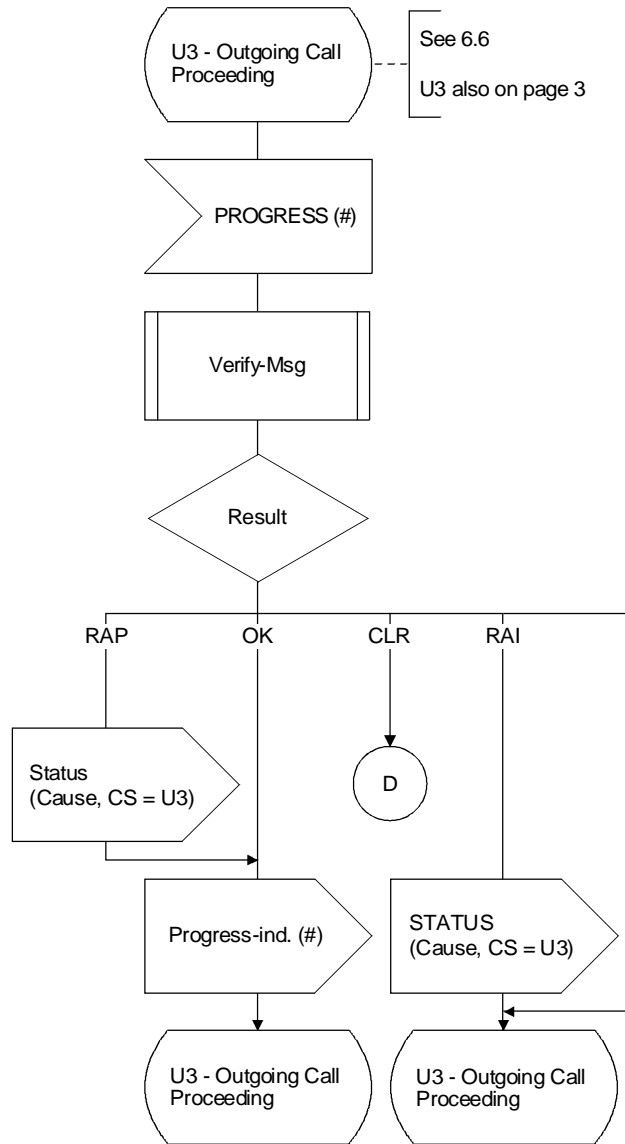 U3 - Outgoing Call
Proceeding
See 6.6
U3 also on page 3
PROGRESS (#)
Verify-Msg
Result
RAP
OK
CLR
RAI
Status
(Cause, CS = U3)
D
Progress-ind. (#)
STATUS
(Cause, CS = U3)
U3 - Outgoing Call
Proceeding
U3 - Outgoing Call
Proceeding